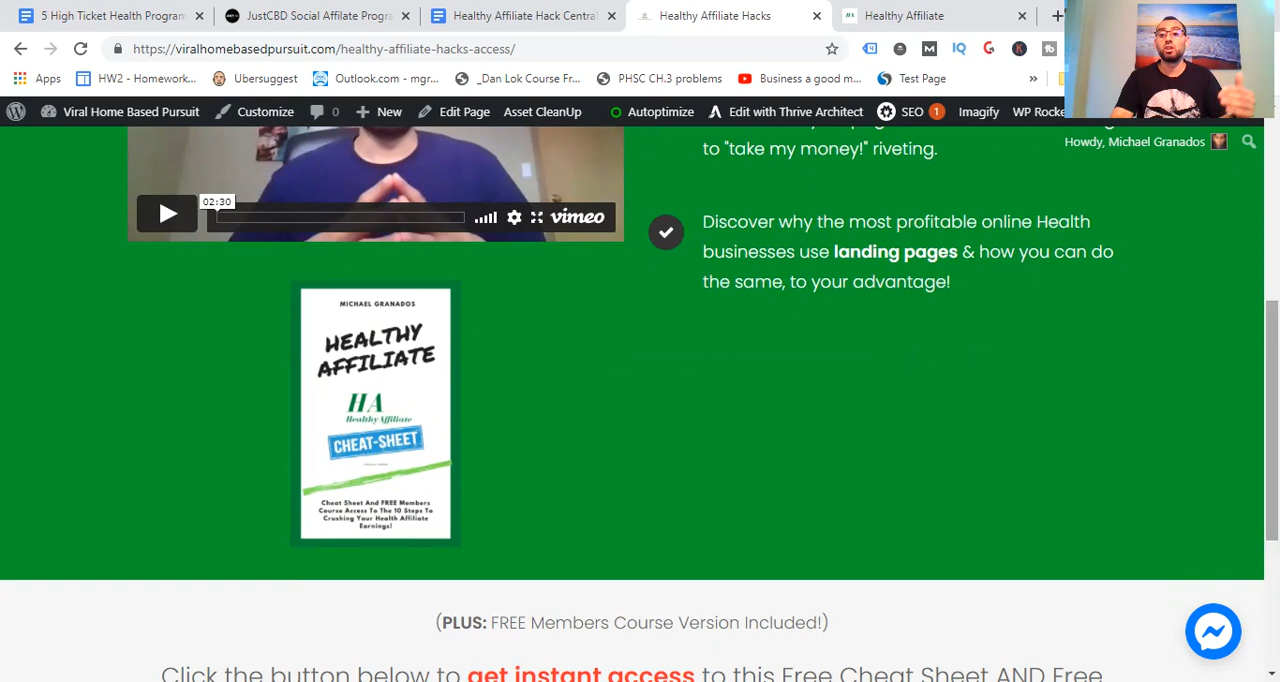 5 High Ticket Health Program
JustCBD Social Affilate Progra
Healthy Affiliate Hack Central
Healthy Affiliate Hacks
Healthy Affiliate
https://viralhomebasedpursuit.com/healthy-affiliate-hacks-access/
Apps
HW2 - Homework...
Ubersuggest
Outlook.com - mgr...
_Dan Lok Course Fr...
PHSC CH.3 problems
Business a good m...
Test Page
Viral Home Based Pursuit
Customize
0
New
Edit Page
Asset CleanUp
Autoptimize
Edit with Thrive Architect
SEO 1
Imagify
WP Rocke
Howdy, Michael Granados
to "take my money!" riveting.
02:30
vimeo
Discover why the most profitable online Health
businesses use landing pages & how you can do
the same, to your advantage!
MICHAEL GRANADOS
HEALTHY
AFFILIATE
HA
Healthy Affiliate
CHEAT-SHEET
Cheat Sheet And FREE Members
Course Access To The 10 Steps To
Crushing Your Health Affiliate
Earnings!
(PLUS: FREE Members Course Version Included!)
Click the button below to get instant access to this Free Cheat Sheet AND Free